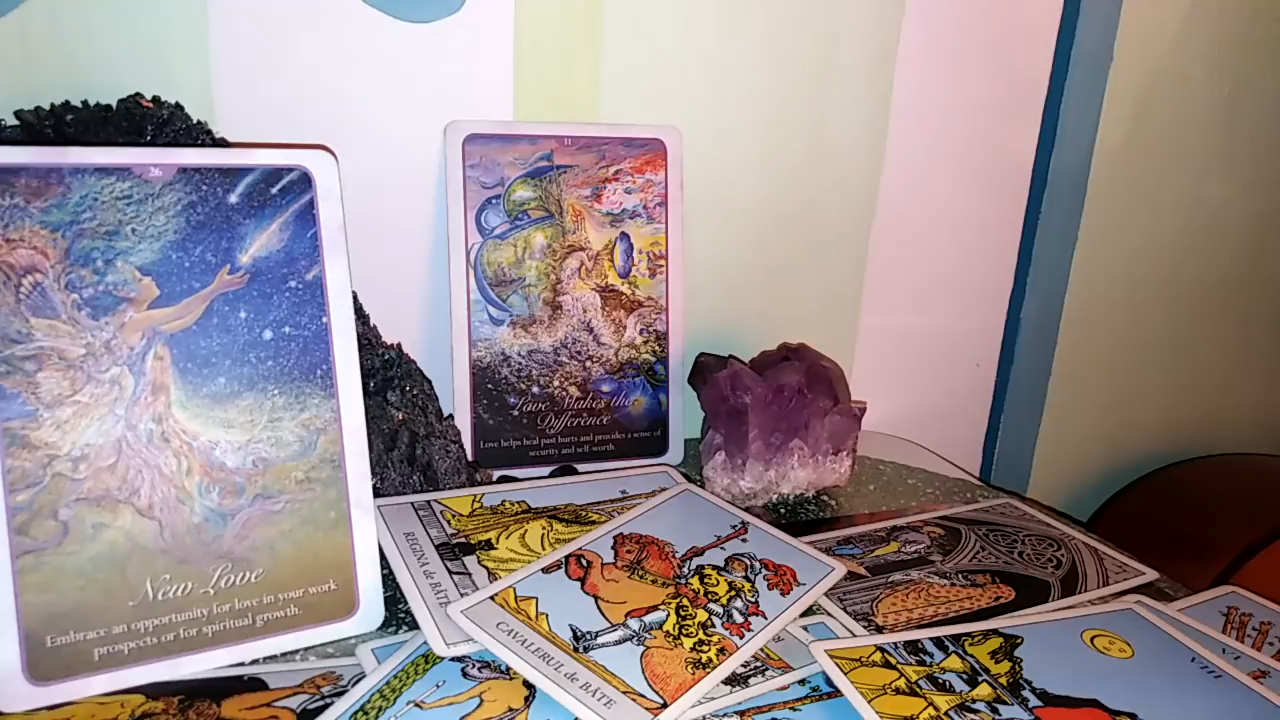 26
New Love
Embrace an opportunity for love in your work
prospects or for spiritual growth.
11
Love Makes the
Difference
Love helps heal past hurts and provides a sense of
security and self-worth.
REGINA de BÂTE
CAVALERUL de BÂTE
VIII
VI